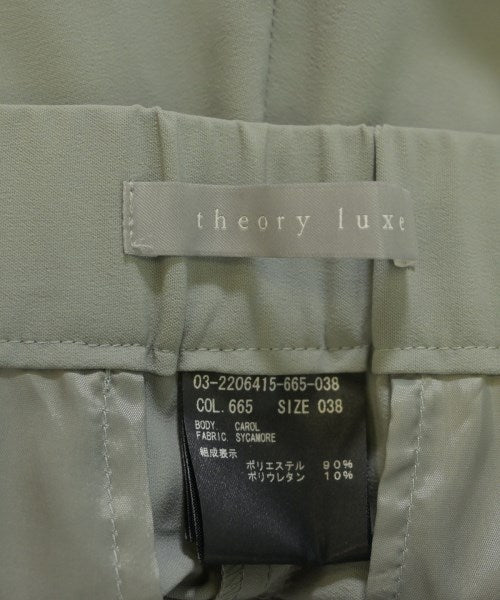 theory luxe
03-2206415-665-038
COL. 665 SIZE 038
BODY. CAROL
FABRIC. SYCAMORE
組成表示
ポリエステル 90%
ポリウレタン 10%